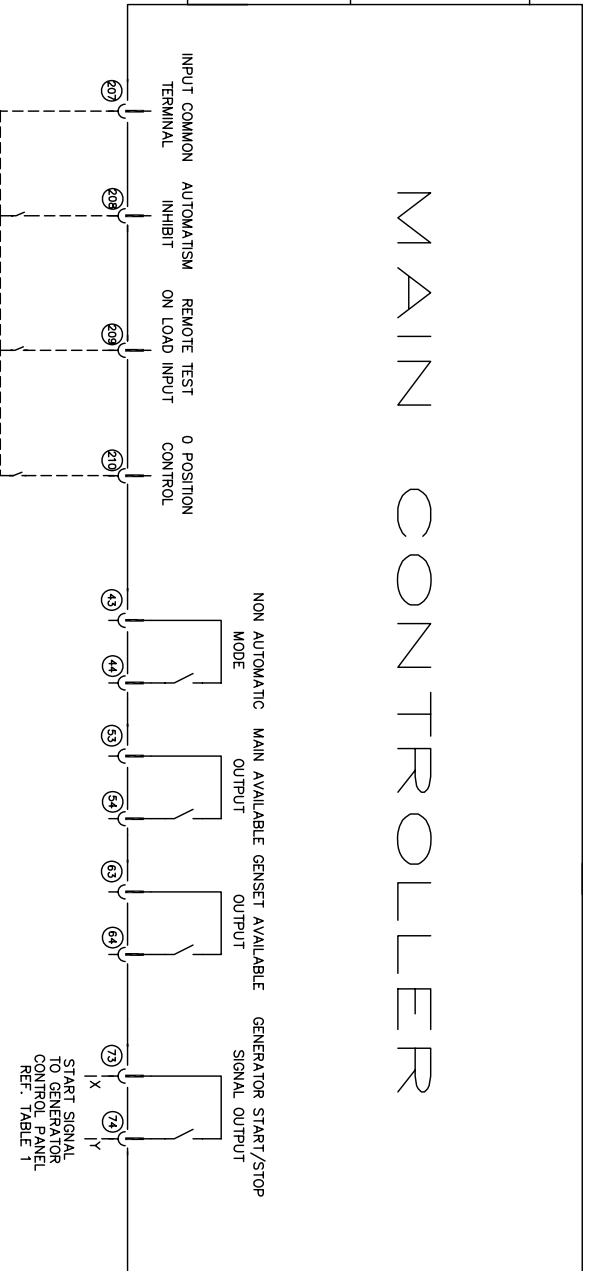 MAIN CONTROLLER
INPUT COMMON
TERMINAL
AUTOMATISM
INHIBIT
REMOTE TEST
ON LOAD INPUT
0 POSITION
CONTROL
NON AUTOMATIC
MODE
MAIN AVAILABLE
OUTPUT
GENSET AVAILABLE
OUTPUT
GENERATOR START/STOP
SIGNAL OUTPUT
207
208
209
210
43
44
53
54
63
64
73
74
X
Y
START SIGNAL
TO GENERATOR
CONTROL PANEL
REF. TABLE 1